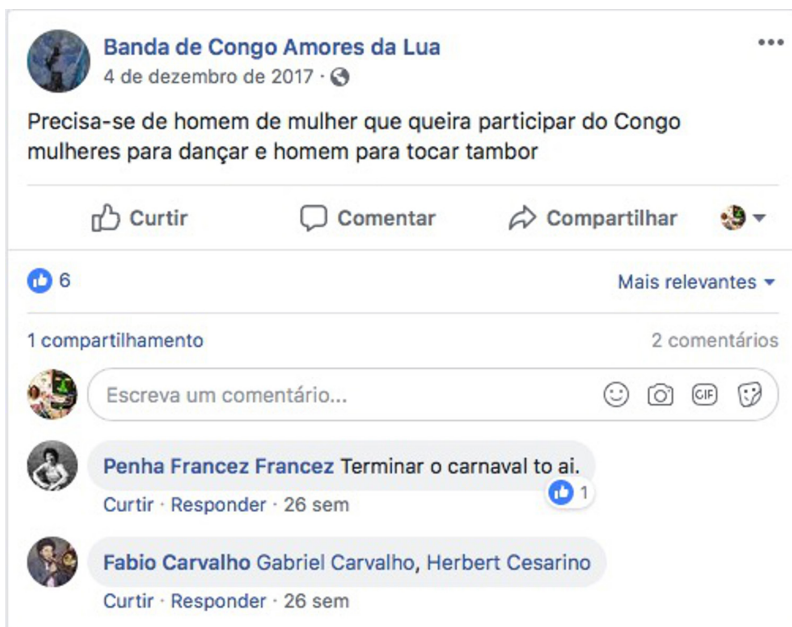 Banda de Congo Amores da Lua
4 de dezembro de 2017 ·
Precisa-se de homem de mulher que queira participar do Congo
mulheres para dançar e homem para tocar tambor
Curtir Comentar Compartilhar
6 Mais relevantes
1 compartilhamento 2 comentários
Escreva um comentário... GIF
Penha Francez Francez Terminar o carnaval to ai.
1
Curtir · Responder · 26 sem
Fabio Carvalho Gabriel Carvalho, Herbert Cesarino
Curtir · Responder · 26 sem